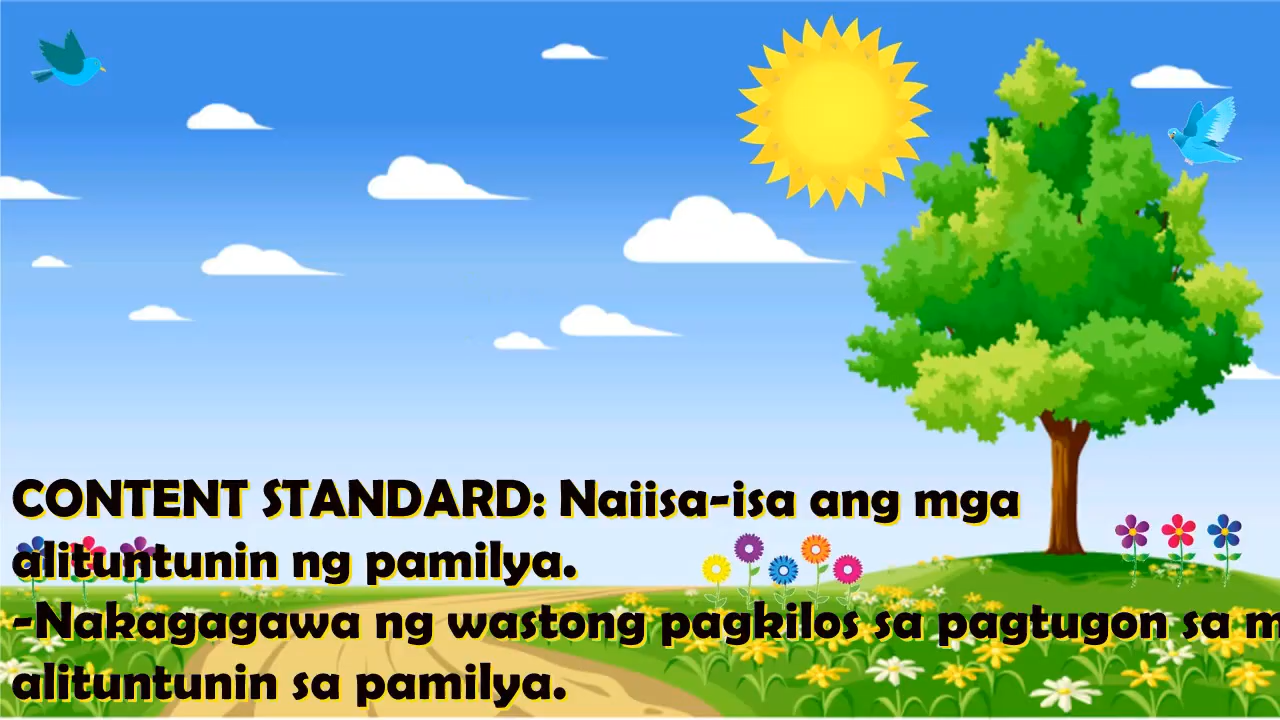 CONTENT STANDARD: Naiisa-isa ang mga
alituntunin ng pamilya.
-Nakagagawa ng wastong pagkilos sa pagtugon sa
alituntunin sa pamilya.